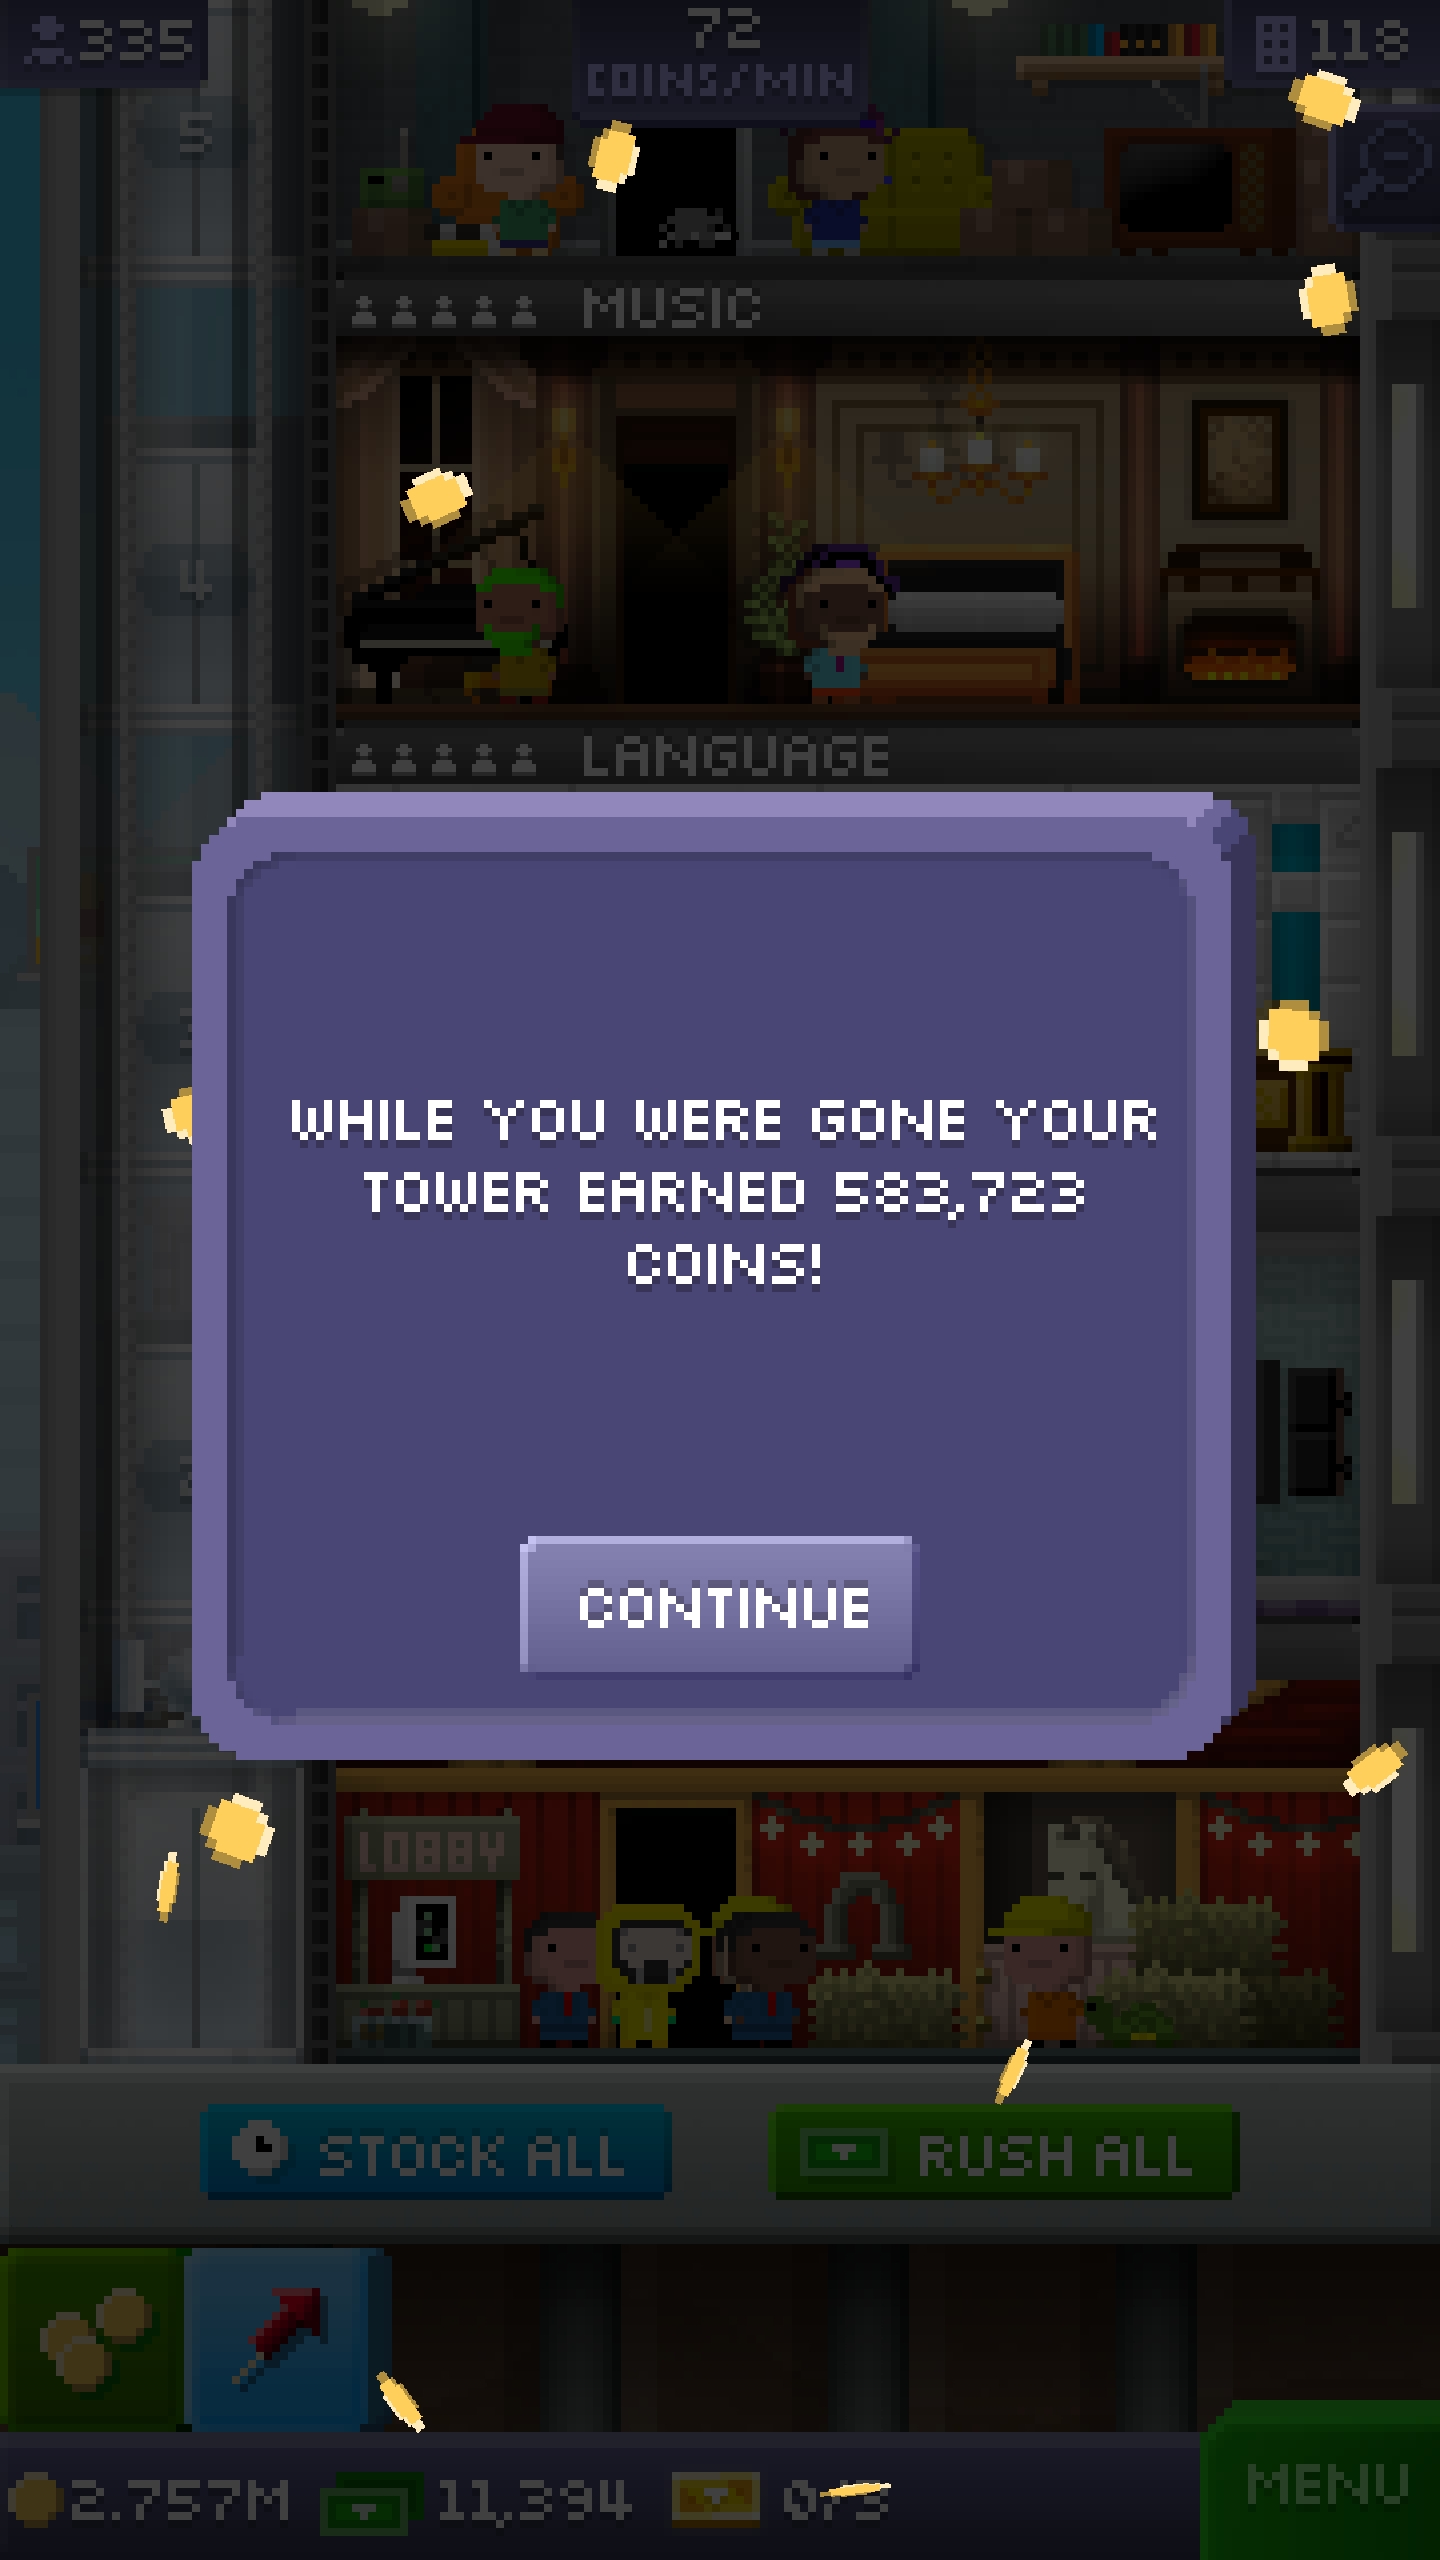 335
72
COINS/MIN
118
5
MUSIC
4
LANGUAGE
WHILE YOU WERE GONE YOUR
TOWER EARNED 583,723
COINS!
CONTINUE
LOBBY
STOCK ALL
RUSH ALL
2.757M
11,394
MENU